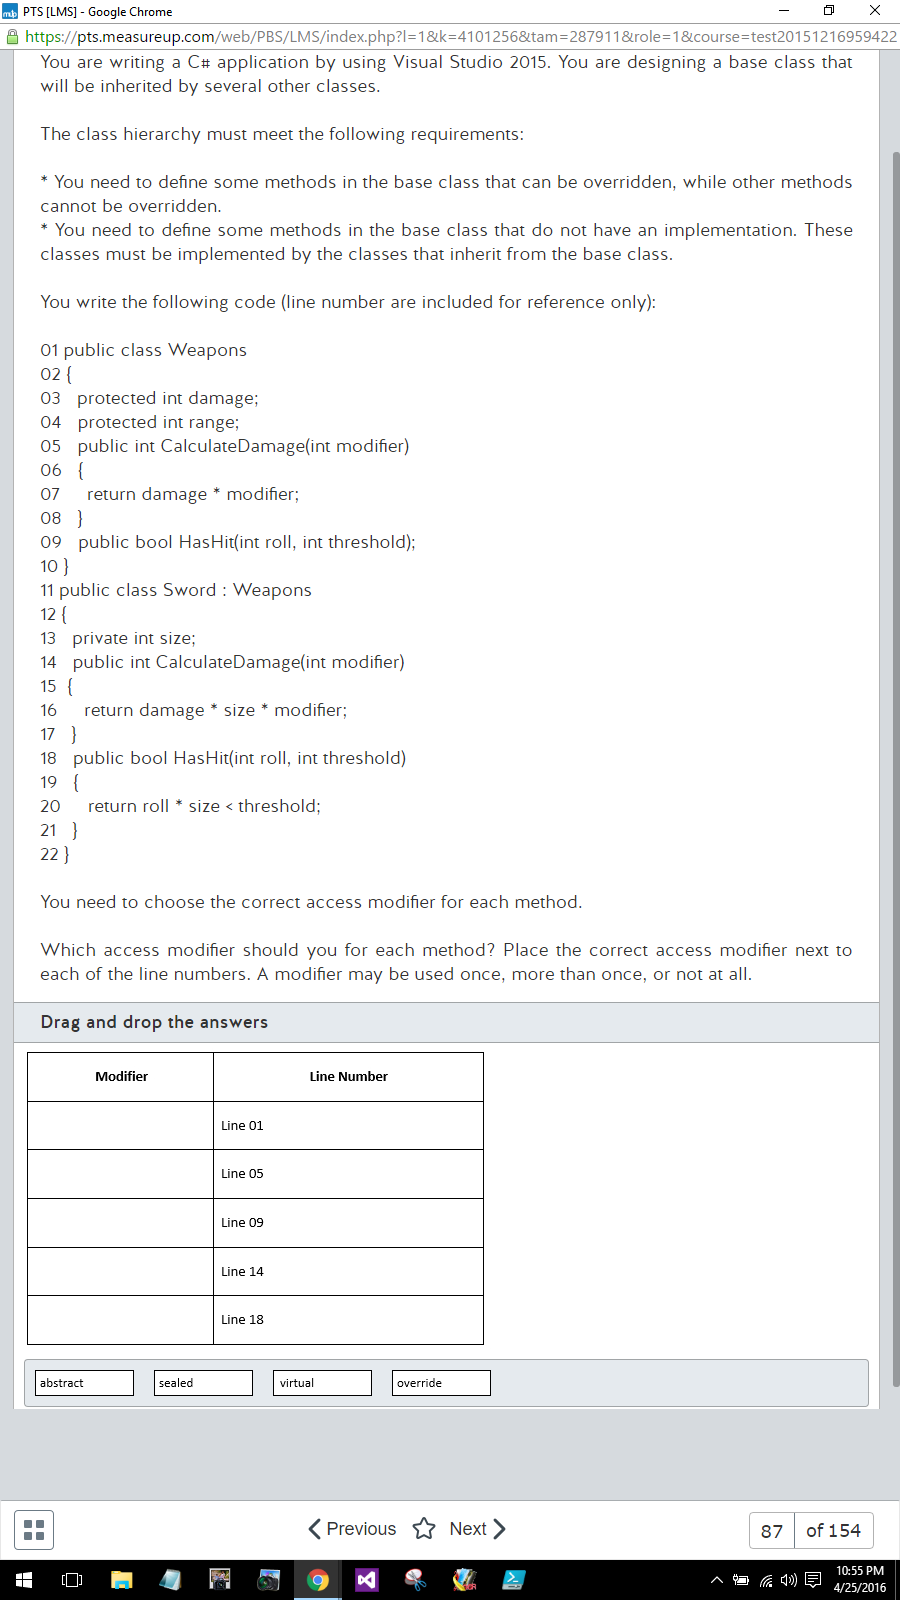 PTS [LMS] - Google Chrome
https://pts.measureup.com/web/PBS/LMS/index.php?l=1&k=4101256&tam=287911&role=1&course=test20151216959422
You are writing a C# application by using Visual Studio 2015. You are designing a base class that
will be inherited by several other classes.
The class hierarchy must meet the following requirements:
* You need to define some methods in the base class that can be overridden, while other methods
cannot be overridden.
* You need to define some methods in the base class that do not have an implementation. These
classes must be implemented by the classes that inherit from the base class.
You write the following code (line number are included for reference only):
01 public class Weapons
02 {
03 protected int damage;
04 protected int range;
05 public int CalculateDamage(int modifier)
06 {
07 return damage * modifier;
08 }
09 public bool HasHit(int roll, int threshold);
10 }
11 public class Sword : Weapons
12 {
13 private int size;
14 public int CalculateDamage(int modifier)
15 {
16 return damage * size * modifier;
17 }
18 public bool HasHit(int roll, int threshold)
19 {
20 return roll * size < threshold;
21 }
22 }
You need to choose the correct access modifier for each method.
Which access modifier should you for each method? Place the correct access modifier next to
each of the line numbers. A modifier may be used once, more than once, or not at all.
Drag and drop the answers
Modifier Line Number
Line 01
Line 05
Line 09
Line 14
Line 18
abstract sealed virtual override
Previous Next 87 of 154
10:55 PM
4/25/2016